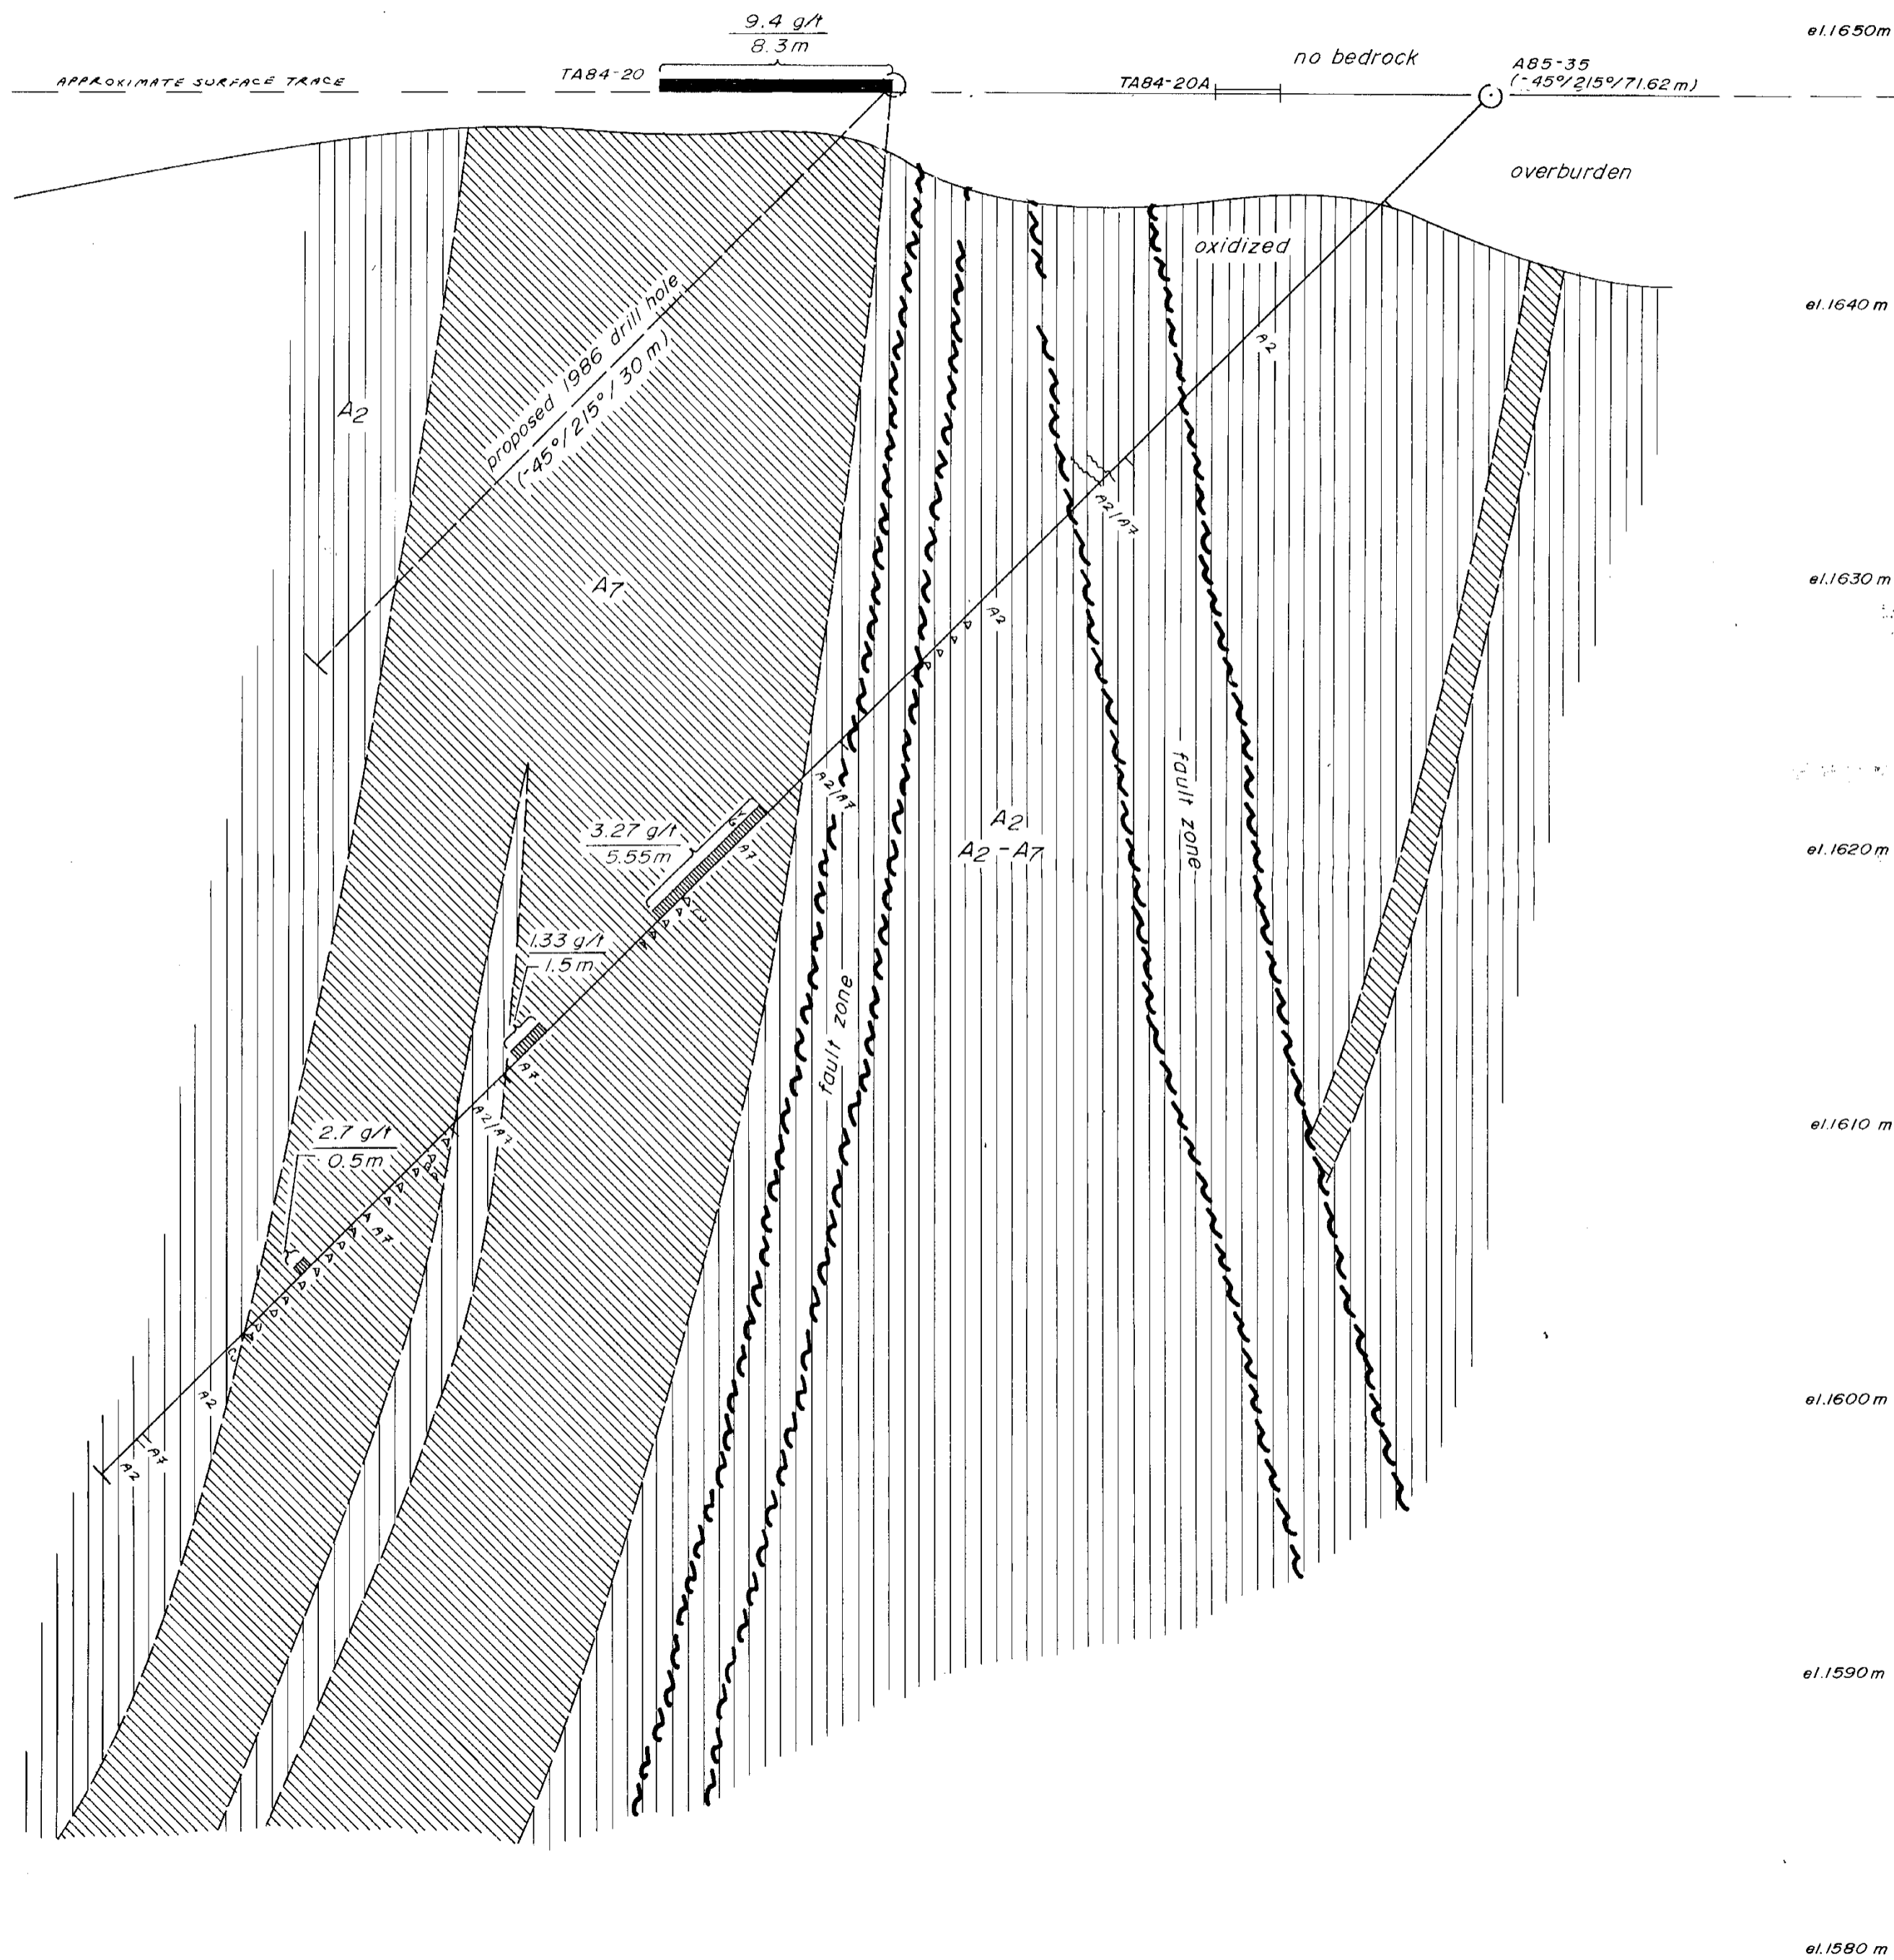 9.4 g/t
8.3 m
el.1650m
no bedrock
APPROXIMATE SURFACE TRACE
TA84-20
TA84-20A
A85-35
(-45°/215°/71.62 m)
overburden
oxidized
el.1640 m
proposed 1986 drill hole
(-45°/215°/30 m)
A2
A2
A2/A7
A7
el.1630 m
A2
A2/A7
fault zone
3.27 g/t
5.55m
A7
A2
A2-A7
el.1620 m
1.33 g/t
1.5 m
fault zone
A7
A2/A7
2.7 g/t
0.5m
el.1610 m
A7
A2
A7
A2
el.1600 m
el.1590 m
el.1580 m